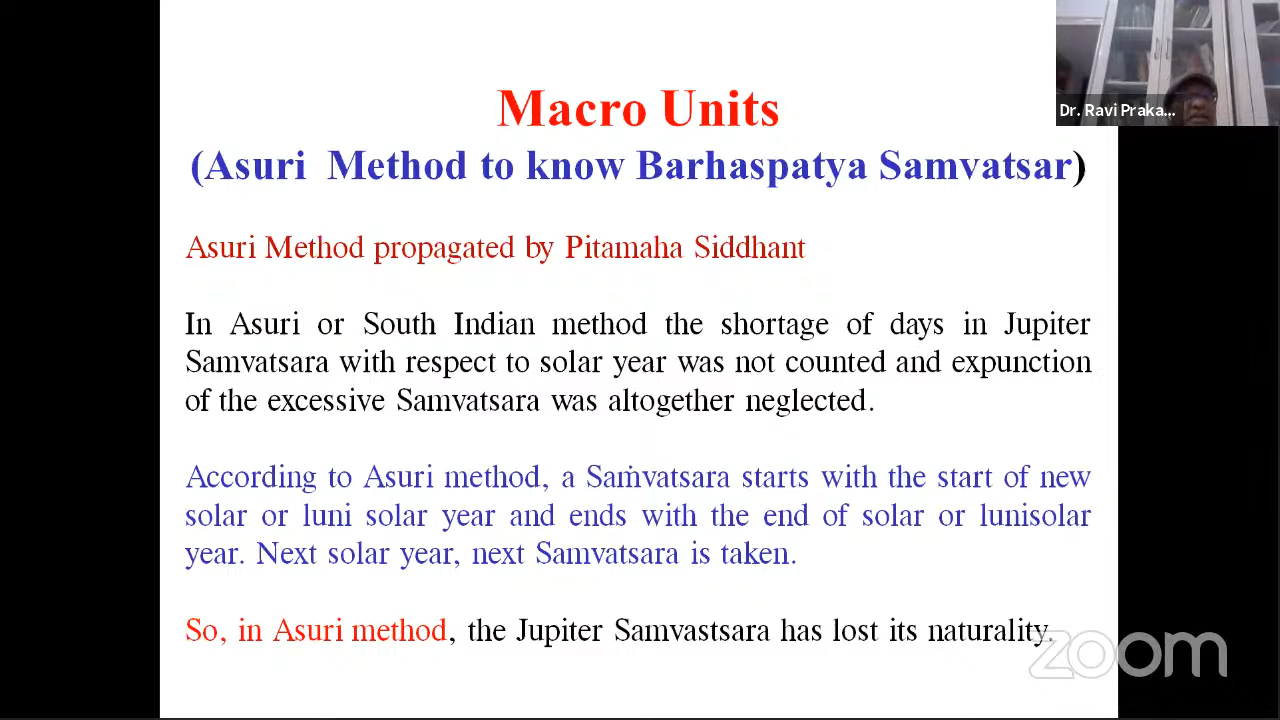 Macro Units
(Asuri Method to know Barhaspatya Samvatsar)
Asuri Method propagated by Pitamaha Siddhant
In Asuri or South Indian method the shortage of days in Jupiter
Samvatsara with respect to solar year was not counted and expunction
of the excessive Samvatsara was altogether neglected.
According to Asuri method, a Saṁvatsara starts with the start of new
solar or luni solar year and ends with the end of solar or lunisolar
year. Next solar year, next Samvatsara is taken.
So, in Asuri method, the Jupiter Samvastsara has lost its naturality.
Dr. Ravi Praka...
zoom